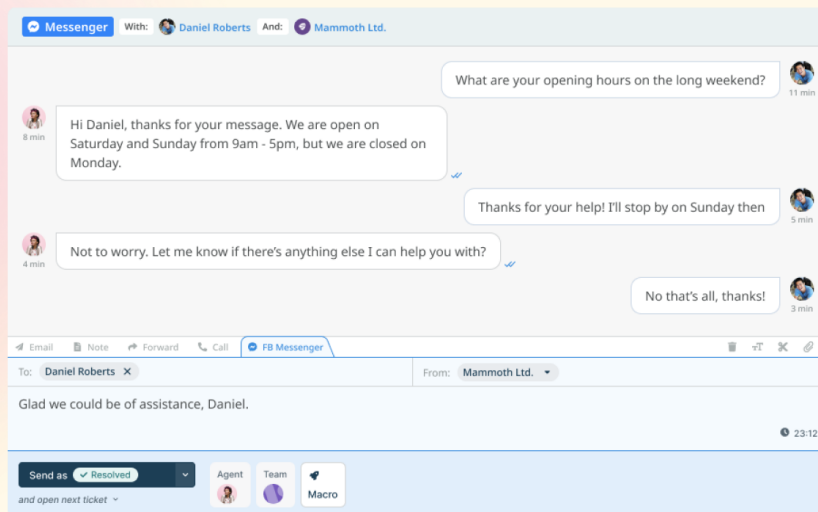 Messenger With: Daniel Roberts And: Mammoth Ltd.
What are your opening hours on the long weekend?
11 min
Hi Daniel, thanks for your message. We are open on
Saturday and Sunday from 9am - 5pm, but we are closed on
Monday.
8 min
Thanks for your help! I'll stop by on Sunday then
5 min
Not to worry. Let me know if there's anything else I can help you with?
4 min
No that's all, thanks!
3 min
Email Note Forward Call FB Messenger
To: Daniel Roberts From: Mammoth Ltd.
Glad we could be of assistance, Daniel.
23:12
Send as Resolved Agent Team
Macro
and open next ticket